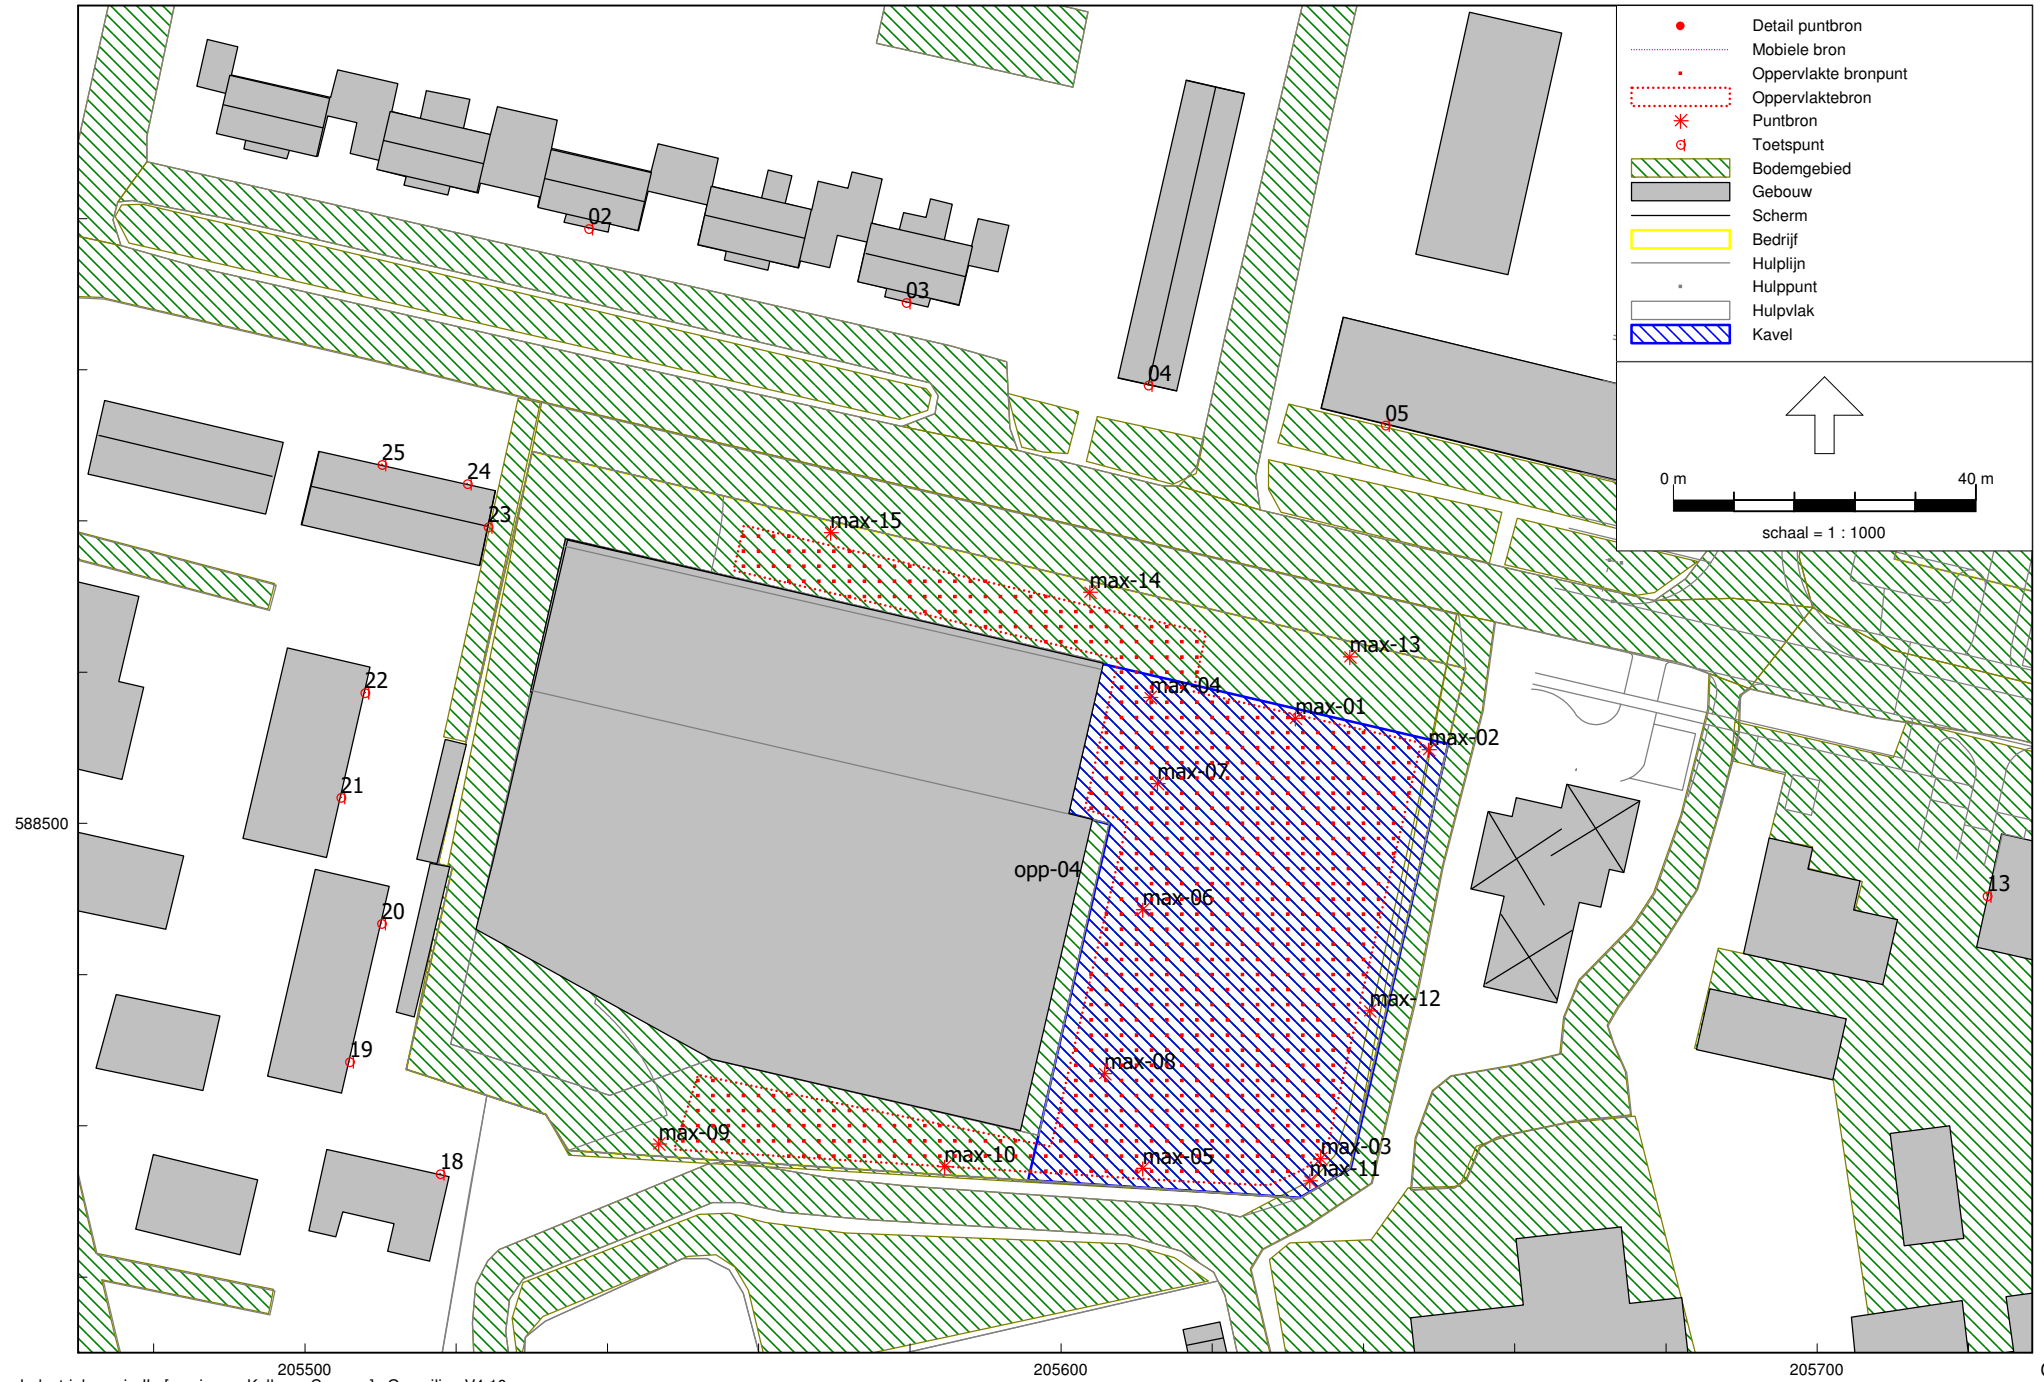 Detail puntbron
Mobiele bron
Oppervlakte bronpunt
Oppervlaktebron
Puntbron
Toetspunt
Bodemgebied
Gebouw
Scherm
Bedrijf
Hulplijn
Hulppunt
Hulpvlak
Kavel
0 m
40 m
schaal = 1 : 1000
02
03
04
05
25
24
23
max-15
max-14
max-13
22
max-04
max-01
max-02
21
max-07
588500
opp-04
13
20
max-06
max-12
19
max-08
max-09
max-10
max-05
max-03
max-11
18
205500
205600
205700